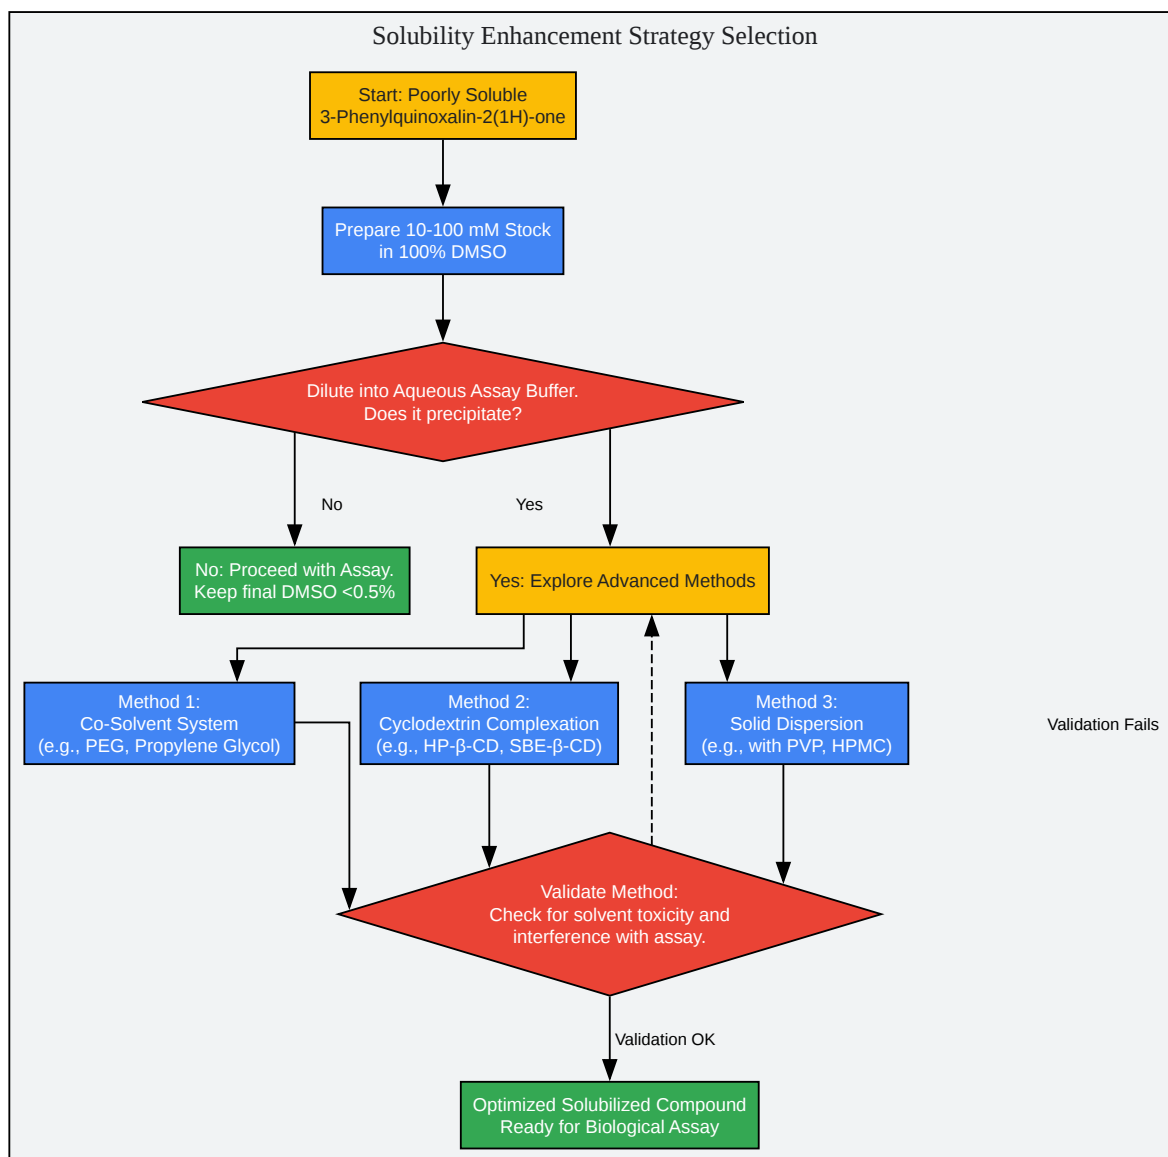 Solubility Enhancement Strategy Selection
Start: Poorly Soluble
3-Phenylquinoxalin-2(1H)-one
Prepare 10-100 mM Stock
in 100% DMSO
Dilute into Aqueous Assay Buffer.
Does it precipitate?
No
Yes
No: Proceed with Assay.
Keep final DMSO <0.5%
Yes: Explore Advanced Methods
Method 1:
Co-Solvent System
(e.g., PEG, Propylene Glycol)
Method 2:
Cyclodextrin Complexation
(e.g., HP-β-CD, SBE-β-CD)
Method 3:
Solid Dispersion
(e.g., with PVP, HPMC)
Validation Fails
Validate Method:
Check for solvent toxicity and
interference with assay.
Validation OK
Optimized Solubilized Compound
Ready for Biological Assay